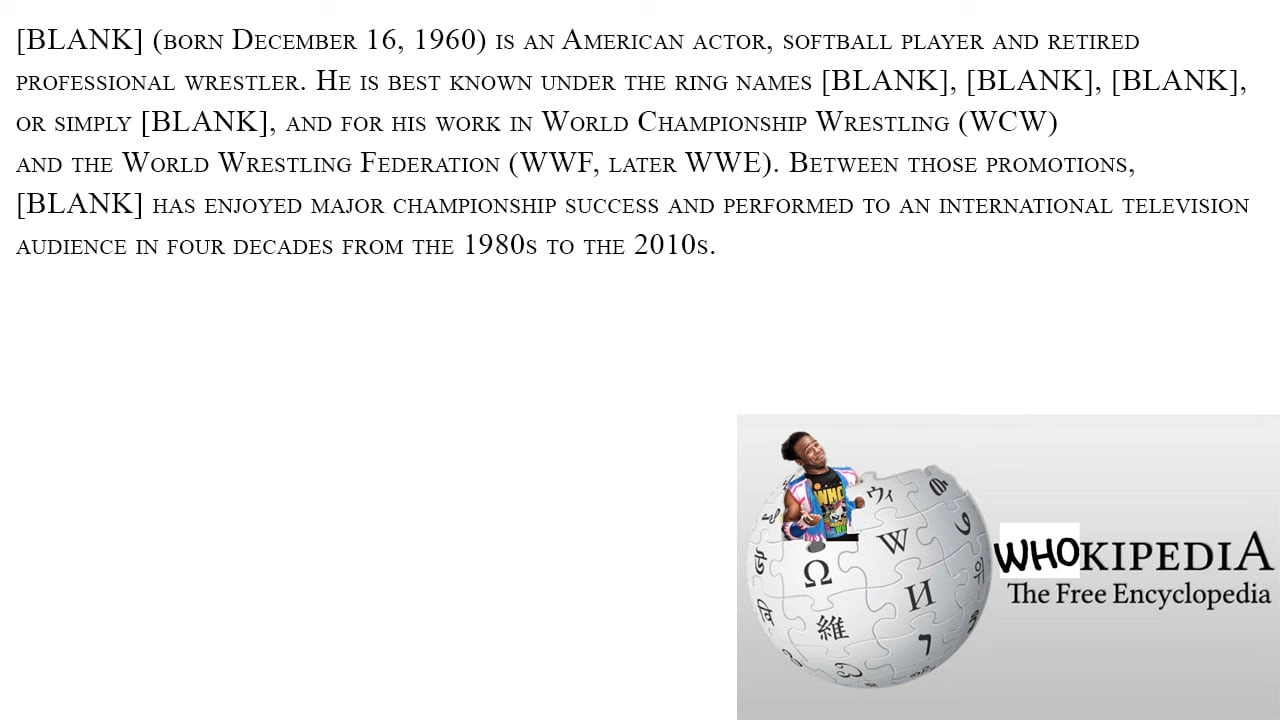 [BLANK] (born December 16, 1960) is an American actor, softball player and retired
professional wrestler. He is best known under the ring names [BLANK], [BLANK], [BLANK],
or simply [BLANK], and for his work in World Championship Wrestling (WCW)
and the World Wrestling Federation (WWF, later WWE). Between those promotions,
[BLANK] has enjoyed major championship success and performed to an international television
audience in four decades from the 1980s to the 2010s.
ウィ
W
Ω
И
維
WHOKIPEDIA
The Free Encyclopedia